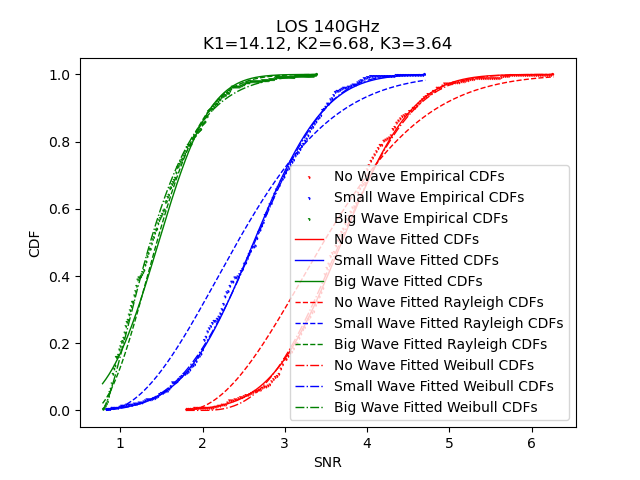 LOS 140GHz
K1=14.12, K2=6.68, K3=3.64
1.0
0.8
0.6
0.4
0.2
0.0
CDF
No Wave Empirical CDFs
Small Wave Empirical CDFs
Big Wave Empirical CDFs
No Wave Fitted CDFs
Small Wave Fitted CDFs
Big Wave Fitted CDFs
No Wave Fitted Rayleigh CDFs
Small Wave Fitted Rayleigh CDFs
Big Wave Fitted Rayleigh CDFs
No Wave Fitted Weibull CDFs
Small Wave Fitted Weibull CDFs
Big Wave Fitted Weibull CDFs
1 2 3 4 5 6
SNR